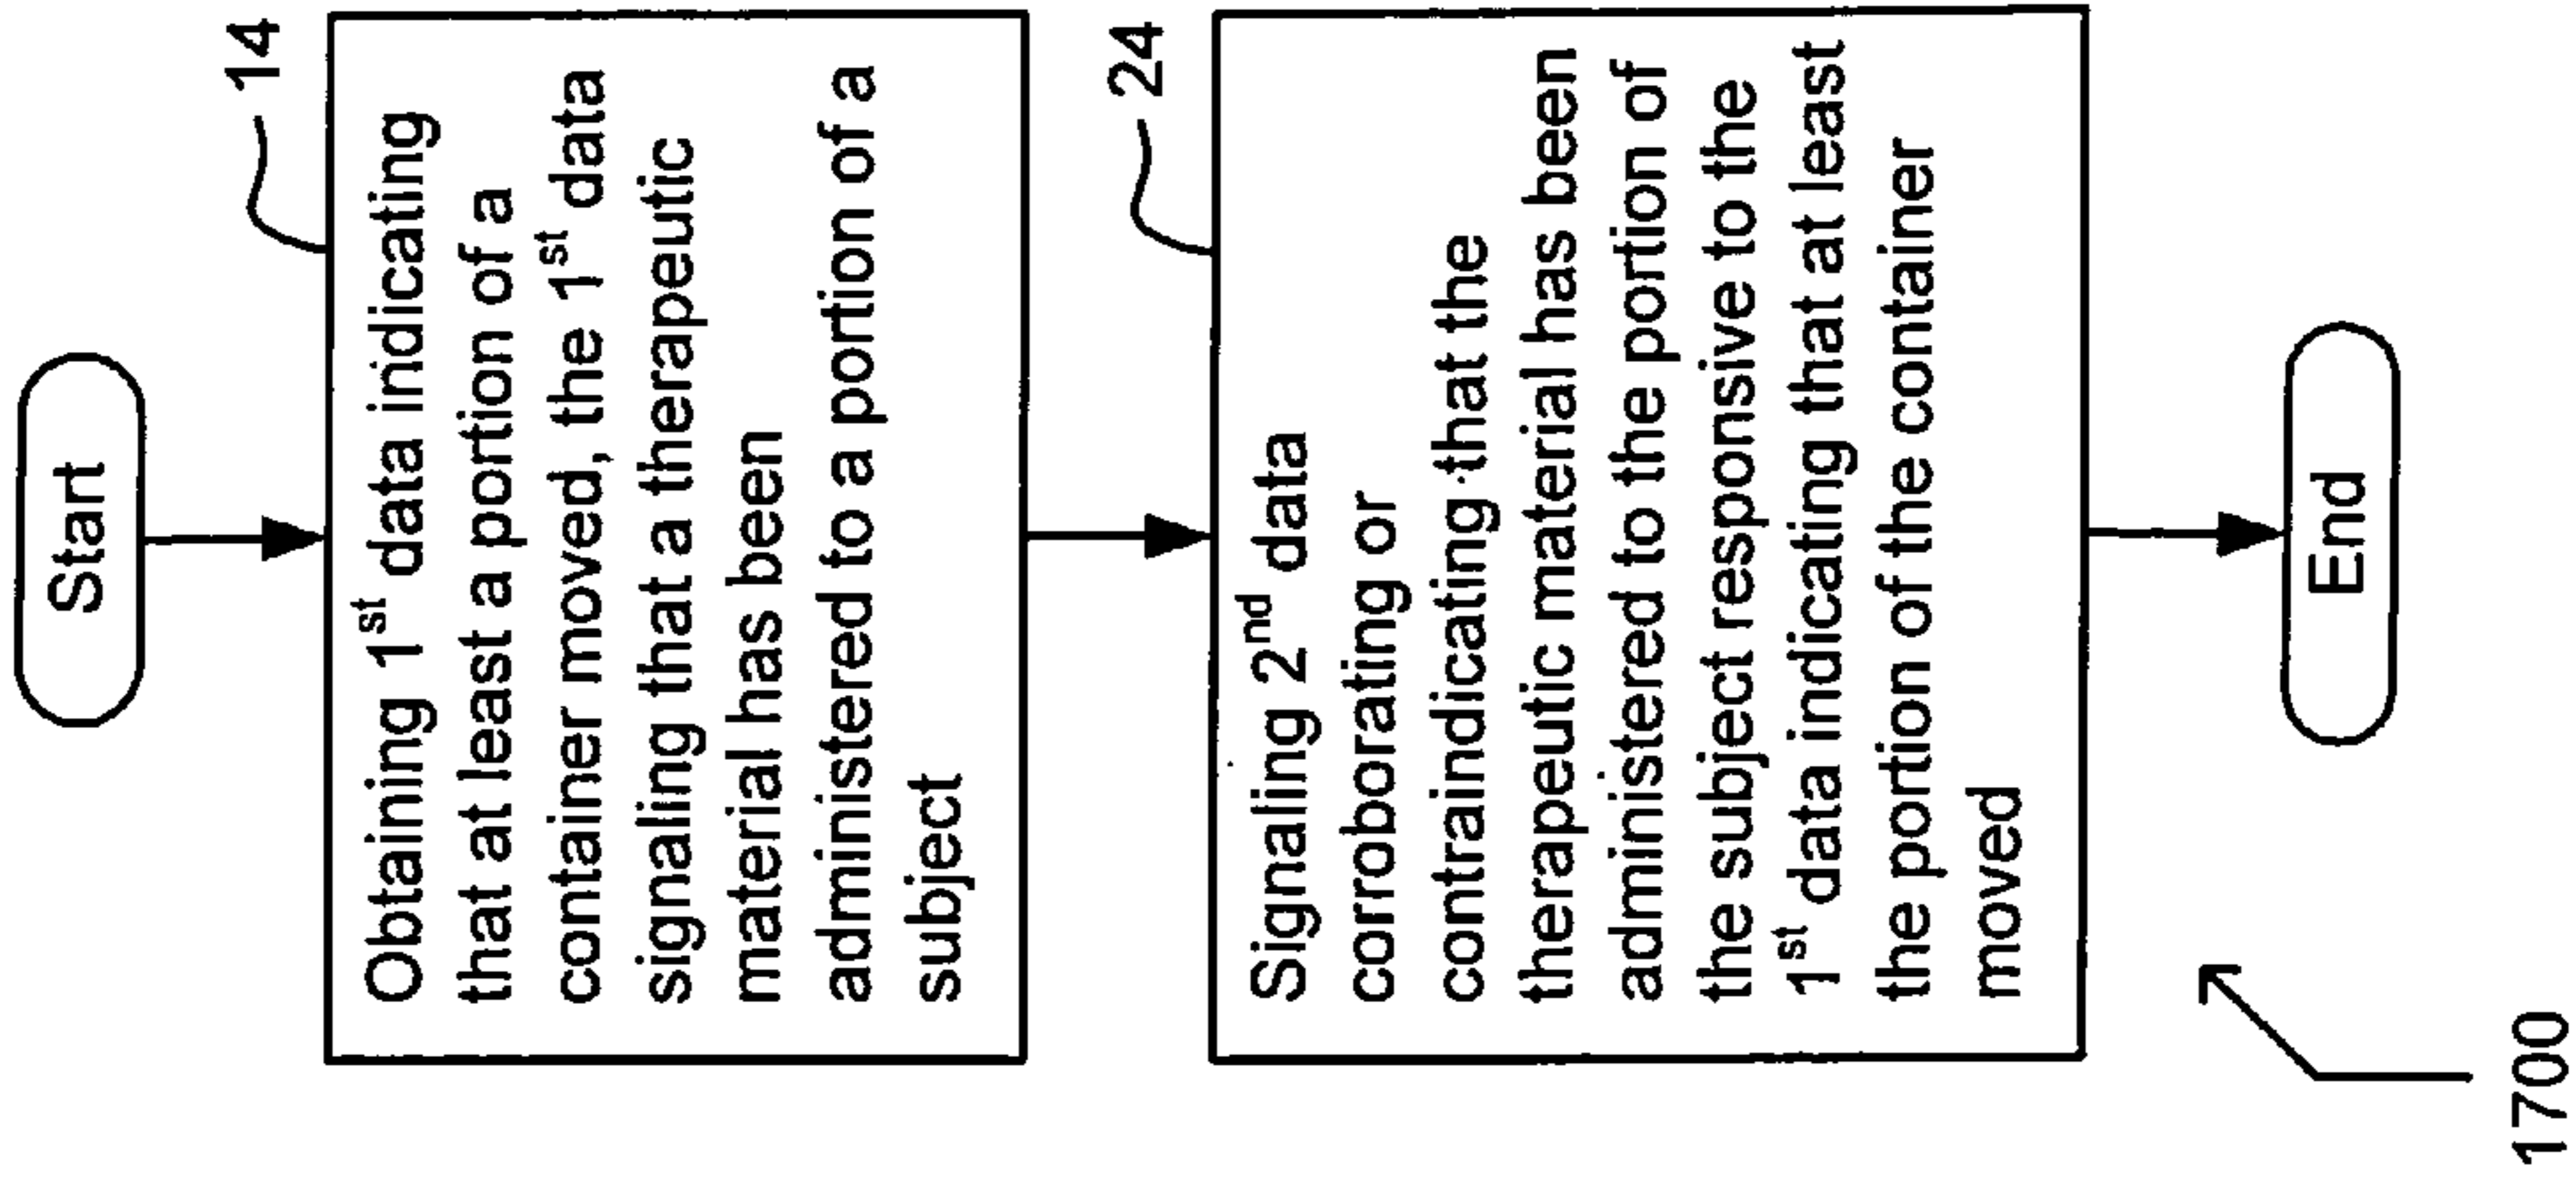 Start
14
Obtaining 1st data indicating
that at least a portion of a
container moved, the 1st data
signaling that a therapeutic
material has been
administered to a portion of a
subject
24
Signaling 2nd data
corroborating or
contraindicating that the
therapeutic material has been
administered to the portion of
the subject responsive to the
1st data indicating that at least
the portion of the container
moved
End
1700